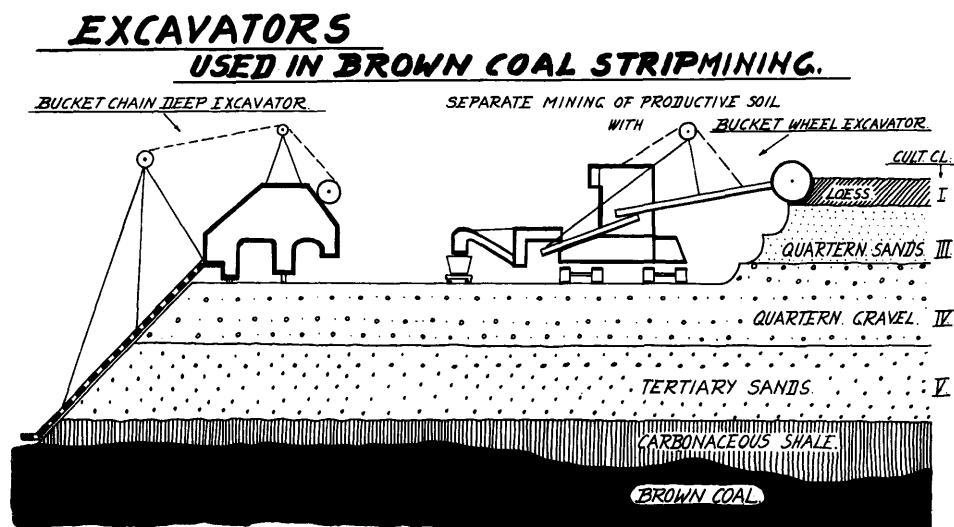 EXCAVATORS
USED IN BROWN COAL STRIPMINING.
BUCKET CHAIN DEEP EXCAVATOR.
SEPARATE MINING OF PRODUCTIVE SOIL
WITH
BUCKET WHEEL EXCAVATOR.
CULT. CL.
LOESS. I.
QUARTERN. SANDS. III.
QUARTERN. GRAVEL. IV.
TERTIARY SANDS. V.
CARBONACEOUS SHALE.
BROWN COAL.